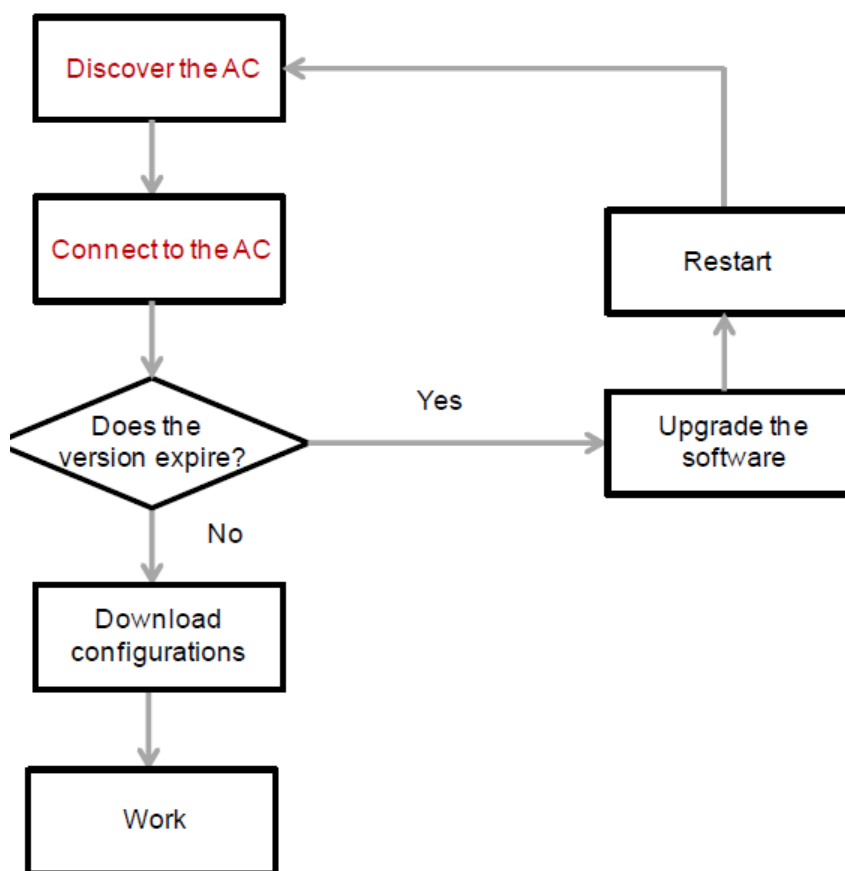 Discover the AC
Connect to the AC
Restart
Does the
version expire?
Yes
Upgrade the
software
No
Download
configurations
Work